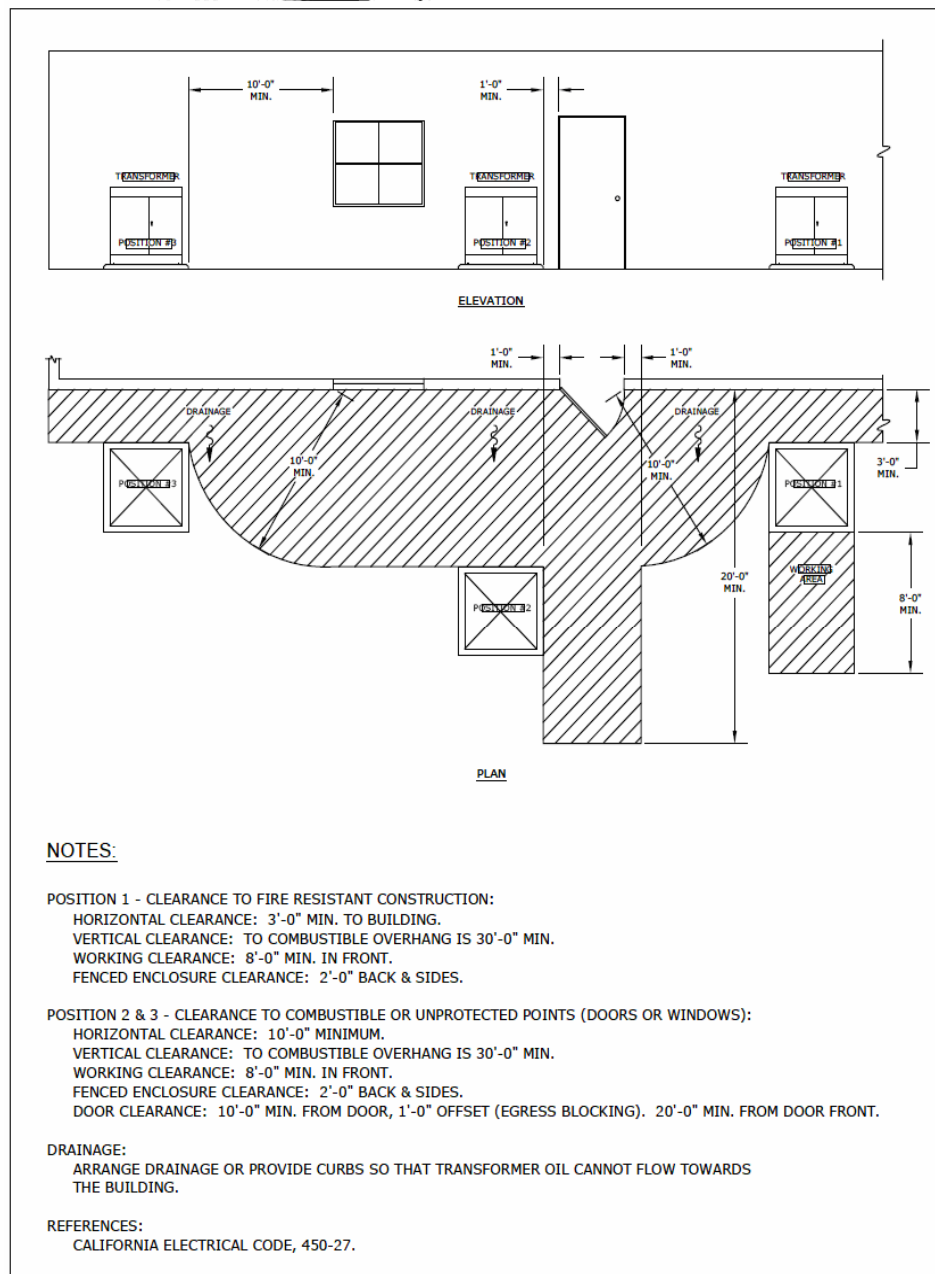 10'-0"
MIN.
1'-0"
MIN.
TRANSFORMER
TRANSFORMER
TRANSFORMER
POSITION #3
POSITION #2
POSITION #1
ELEVATION
1'-0"
MIN.
1'-0"
MIN.
DRAINAGE
DRAINAGE
DRAINAGE
10'-0"
MIN.
10'-0"
MIN.
3'-0"
MIN.
POSITION #3
POSITION #1
20'-0"
MIN.
WORKING
AREA
8'-0"
MIN.
POSITION #2
PLAN
NOTES:
POSITION 1 - CLEARANCE TO FIRE RESISTANT CONSTRUCTION:
HORIZONTAL CLEARANCE: 3'-0" MIN. TO BUILDING.
VERTICAL CLEARANCE: TO COMBUSTIBLE OVERHANG IS 30'-0" MIN.
WORKING CLEARANCE: 8'-0" MIN. IN FRONT.
FENCED ENCLOSURE CLEARANCE: 2'-0" BACK & SIDES.
POSITION 2 & 3 - CLEARANCE TO COMBUSTIBLE OR UNPROTECTED POINTS (DOORS OR WINDOWS):
HORIZONTAL CLEARANCE: 10'-0" MINIMUM.
VERTICAL CLEARANCE: TO COMBUSTIBLE OVERHANG IS 30'-0" MIN.
WORKING CLEARANCE: 8'-0" MIN. IN FRONT.
FENCED ENCLOSURE CLEARANCE: 2'-0" BACK & SIDES.
DOOR CLEARANCE: 10'-0" MIN. FROM DOOR, 1'-0" OFFSET (EGRESS BLOCKING). 20'-0" MIN. FROM DOOR FRONT.
DRAINAGE:
ARRANGE DRAINAGE OR PROVIDE CURBS SO THAT TRANSFORMER OIL CANNOT FLOW TOWARDS
THE BUILDING.
REFERENCES:
CALIFORNIA ELECTRICAL CODE, 450-27.